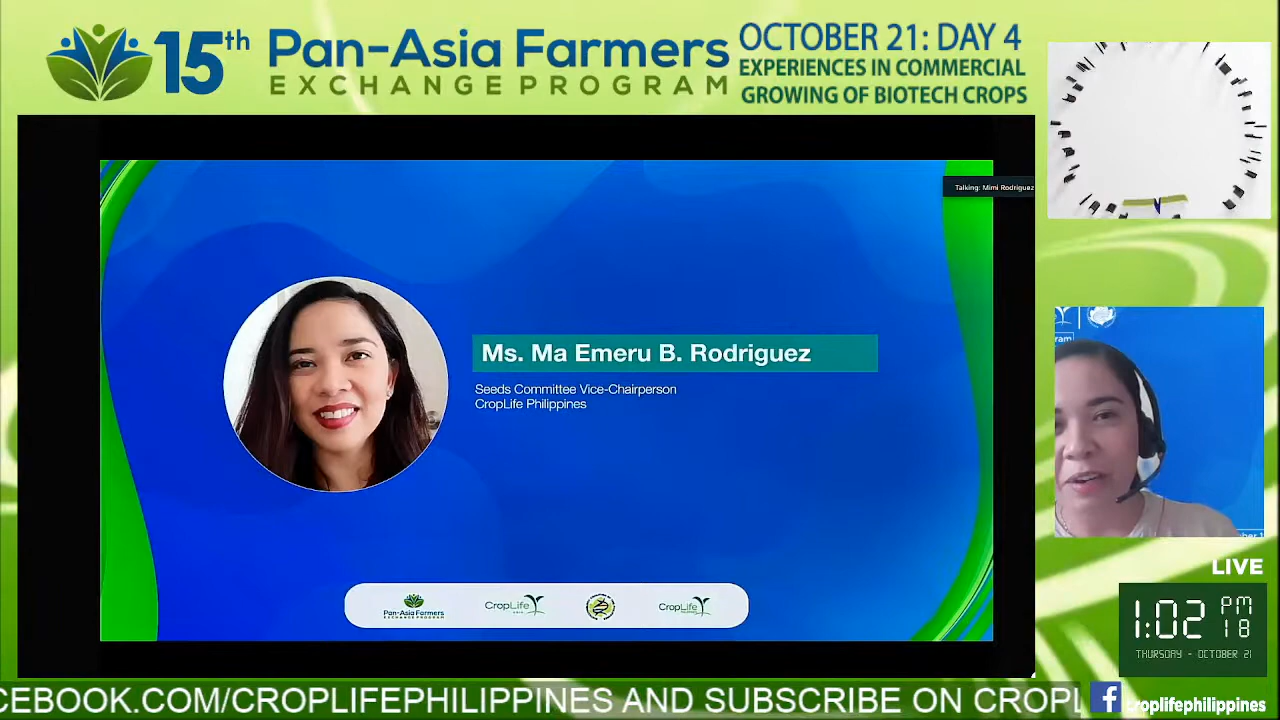 15th Pan-Asia Farmers
EXCHANGE PROGRAM
OCTOBER 21: DAY 4
EXPERIENCES IN COMMERCIAL
GROWING OF BIOTECH CROPS
Talking: Mimi Rodriguez
Ms. Ma Emeru B. Rodriguez
Seeds Committee Vice-Chairperson
CropLife Philippines
Pan-Asia Farmers
EXCHANGE PROGRAM
CropLife
CropLife
LIVE
1:02 PM 18
THURSDAY - OCTOBER 21
CEBOOK.COM/CROPLIFEPHILIPPINES AND SUBSCRIBE ON CROPL
croplifephilippines